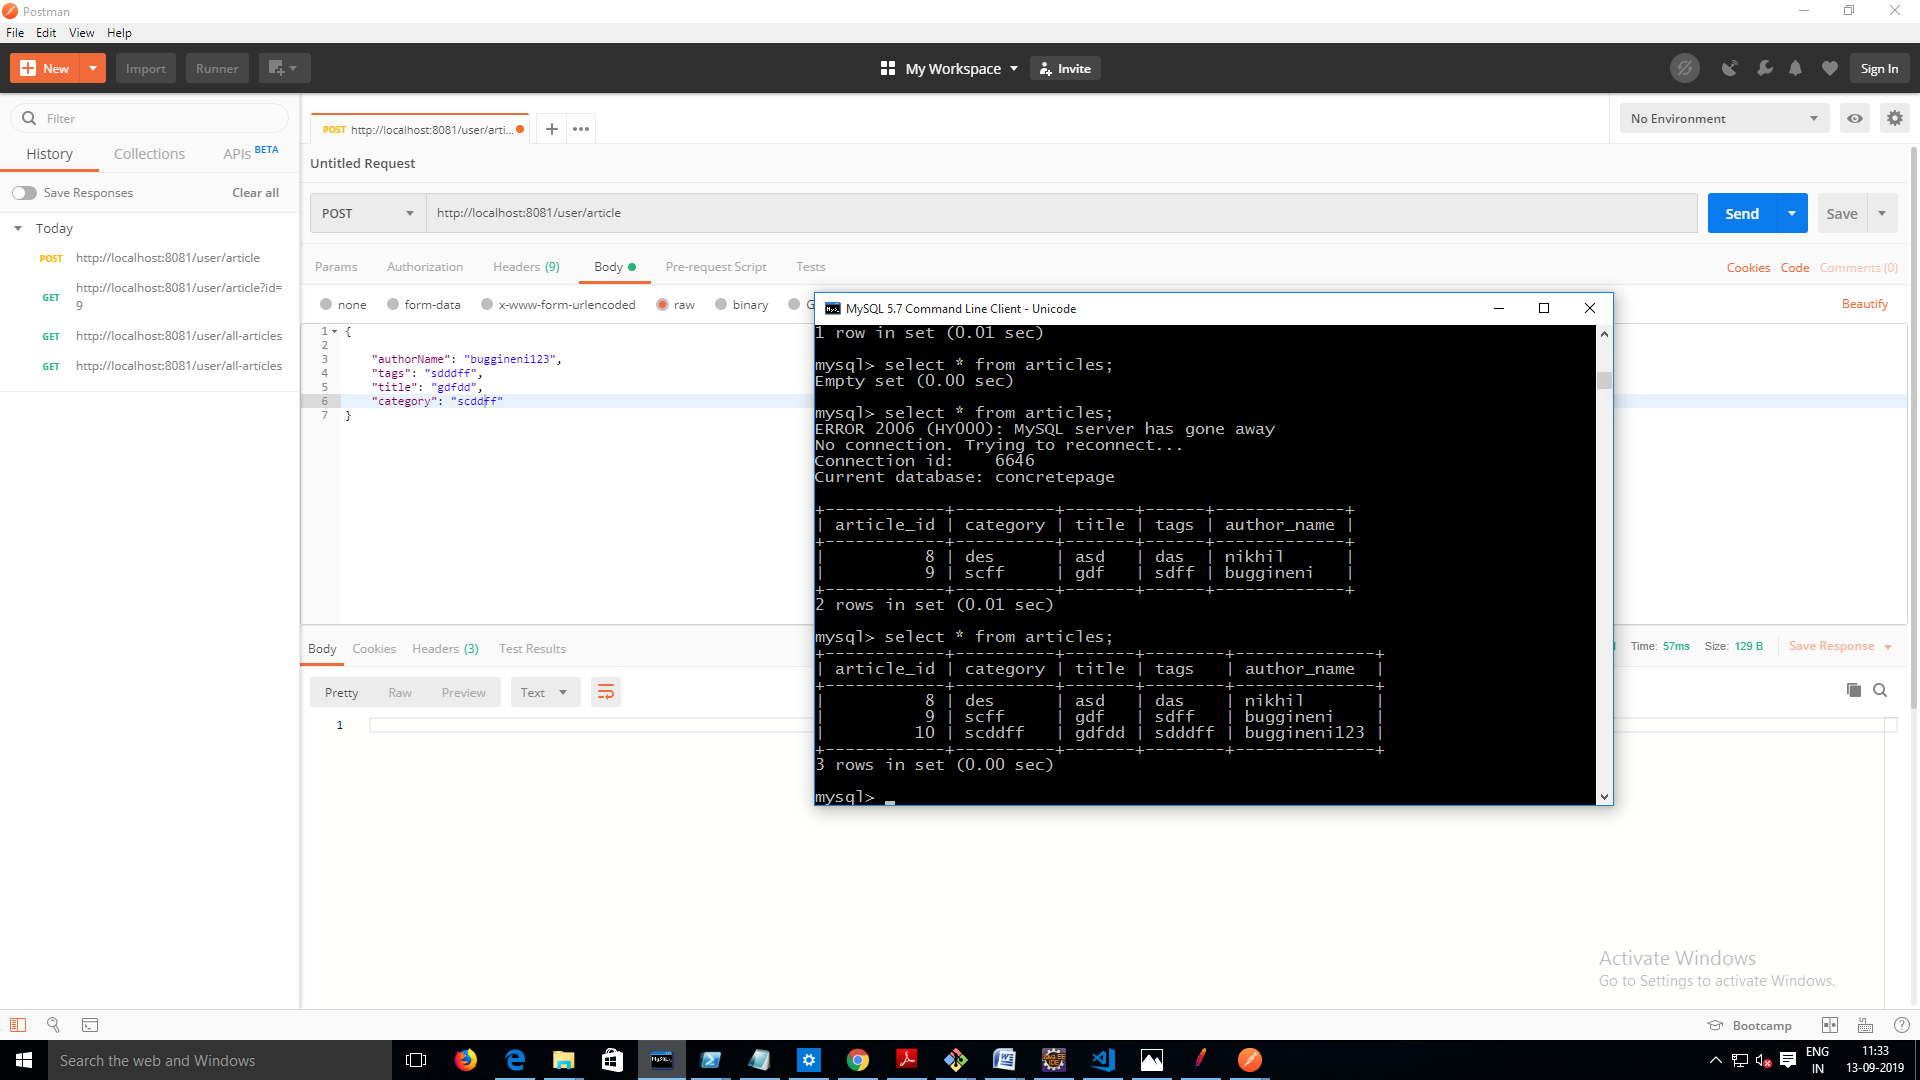 Postman
File Edit View Help
New Import Runner My Workspace Invite Sign In
Filter
History Collections APIs BETA
Save Responses Clear all
Today
POST http://localhost:8081/user/article
GET http://localhost:8081/user/article?id=
9
GET http://localhost:8081/user/all-articles
GET http://localhost:8081/user/all-articles
POST http://localhost:8081/user/arti... + ••• No Environment
Untitled Request
POST http://localhost:8081/user/article Send Save
Params Authorization Headers (9) Body Pre-request Script Tests Cookies Code Comments (0)
none form-data x-www-form-urlencoded raw binary G Beautify
1 {
2
3 "authorName": "buggineni123",
4 "tags": "sdddff",
5 "title": "gdfdd",
6 "category": "scddff"
7 }
MySQL 5.7 Command Line Client - Unicode
1 row in set (0.01 sec)
mysql> select * from articles;
Empty set (0.00 sec)
mysql> select * from articles;
ERROR 2006 (HY000): MySQL server has gone away
No connection. Trying to reconnect...
Connection id:    6646
Current database: concretepage
+------------+----------+-------+------+-------------+
| article_id | category | title | tags | author_name |
+------------+----------+-------+------+-------------+
|          8 | des      | asd   | das  | nikhil      |
|          9 | scff     | gdf   | sdff | buggineni   |
+------------+----------+-------+------+-------------+
2 rows in set (0.01 sec)
mysql> select * from articles;
+------------+----------+-------+--------+--------------+
| article_id | category | title | tags   | author_name  |
+------------+----------+-------+--------+--------------+
|          8 | des      | asd   | das    | nikhil       |
|          9 | scff     | gdf   | sdff   | buggineni    |
|         10 | scddff   | gdfdd | sdddff | buggineni123 |
+------------+----------+-------+--------+--------------+
3 rows in set (0.00 sec)
mysql> _
Body Cookies Headers (3) Test Results Time: 57ms Size: 129 B Save Response
Pretty Raw Preview Text
1
Activate Windows
Go to Settings to activate Windows.
Bootcamp
Search the web and Windows
ENG 11:33
IN 13-09-2019